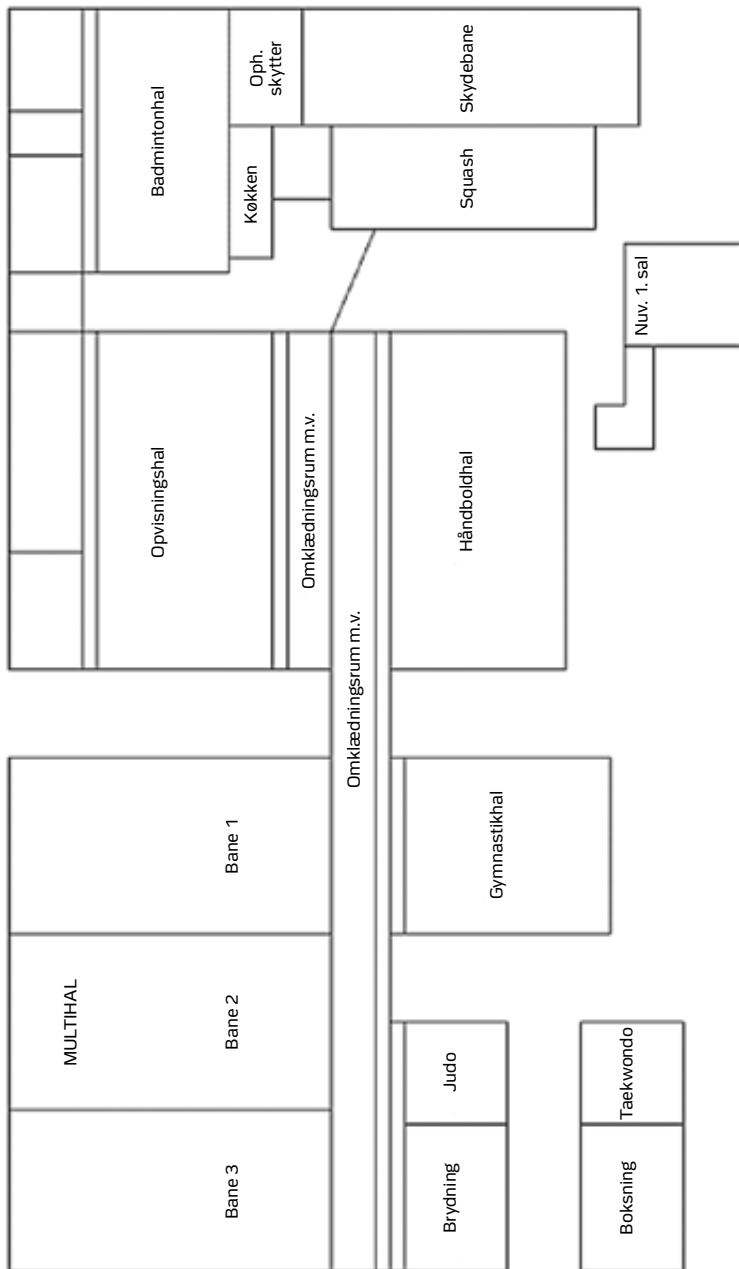 MULTIHAL
Bane 3
Bane 2
Bane 1
Opvisningshal
Badmintonhal
Oph.
skytter
Køkken
Omklædningsrum m.v.
Omklædningsrum m.v.
Brydning
Judo
Gymnastikhal
Håndboldhal
Squash
Skydebane
Boksning
Taekwondo
Nuv. 1. sal